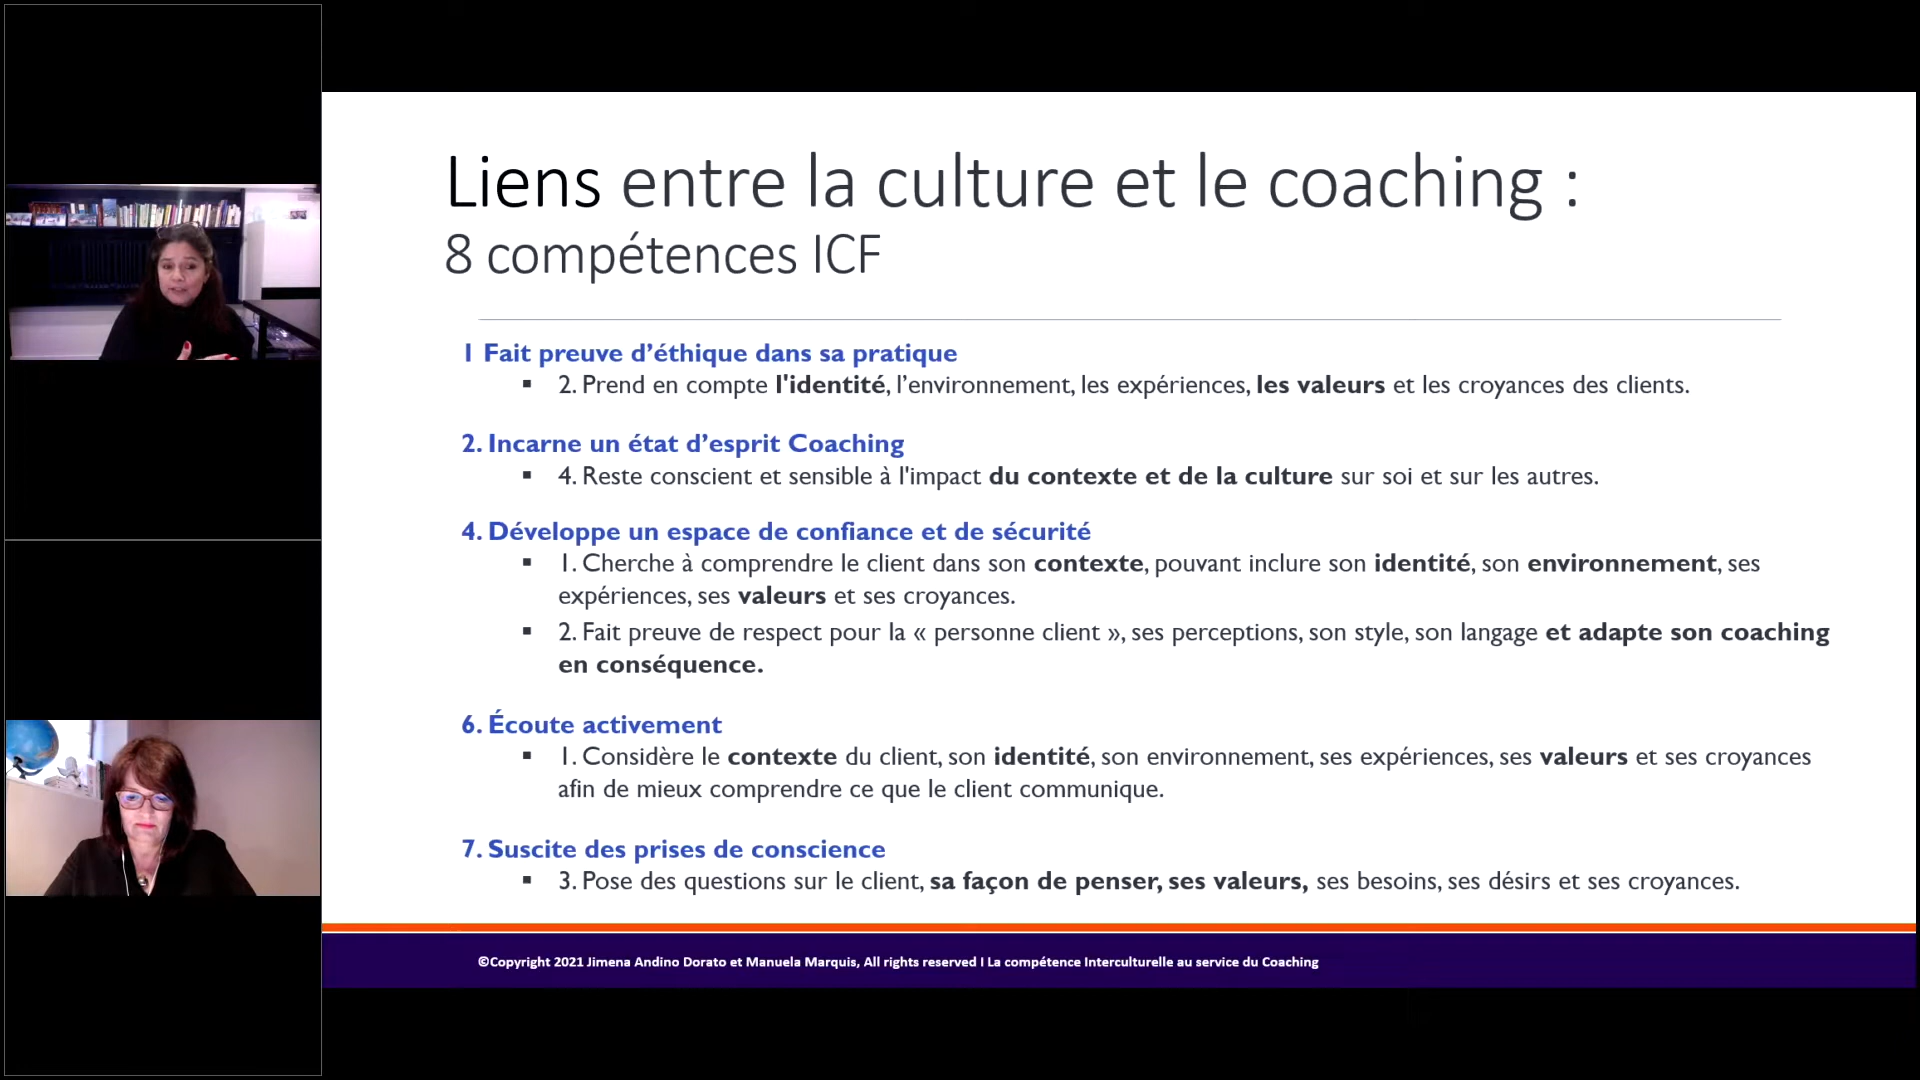 Liens entre la culture et le coaching :
8 compétences ICF
1 Fait preuve d’éthique dans sa pratique
▪ 2. Prend en compte l'identité, l’environnement, les expériences, les valeurs et les croyances des clients.
2. Incarne un état d’esprit Coaching
▪ 4. Reste conscient et sensible à l'impact du contexte et de la culture sur soi et sur les autres.
4. Développe un espace de confiance et de sécurité
▪ 1. Cherche à comprendre le client dans son contexte, pouvant inclure son identité, son environnement, ses
expériences, ses valeurs et ses croyances.
▪ 2. Fait preuve de respect pour la « personne client », ses perceptions, son style, son langage et adapte son coaching
en conséquence.
6. Écoute activement
▪ 1. Considère le contexte du client, son identité, son environnement, ses expériences, ses valeurs et ses croyances
afin de mieux comprendre ce que le client communique.
7. Suscite des prises de conscience
▪ 3. Pose des questions sur le client, sa façon de penser, ses valeurs, ses besoins, ses désirs et ses croyances.
©Copyright 2021 Jimena Andino Dorato et Manuela Marquis, All rights reserved I La compétence Interculturelle au service du Coaching